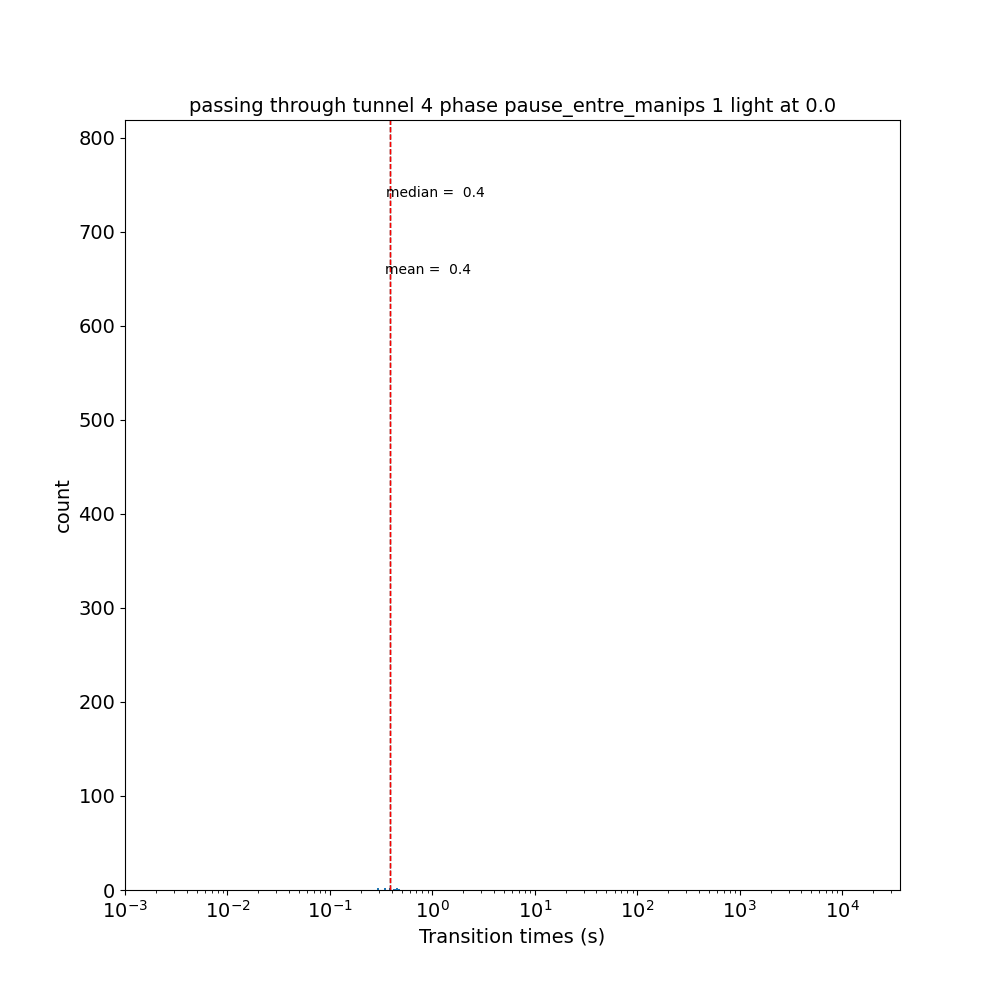 passing through tunnel 4 phase pause_entre_manips 1 light at 0.0
800
median =  0.4
700
mean =  0.4
600
500
count
400
300
200
100
0
10⁻³ 10⁻² 10⁻¹ 10⁰ 10¹ 10² 10³ 10⁴
Transition times (s)